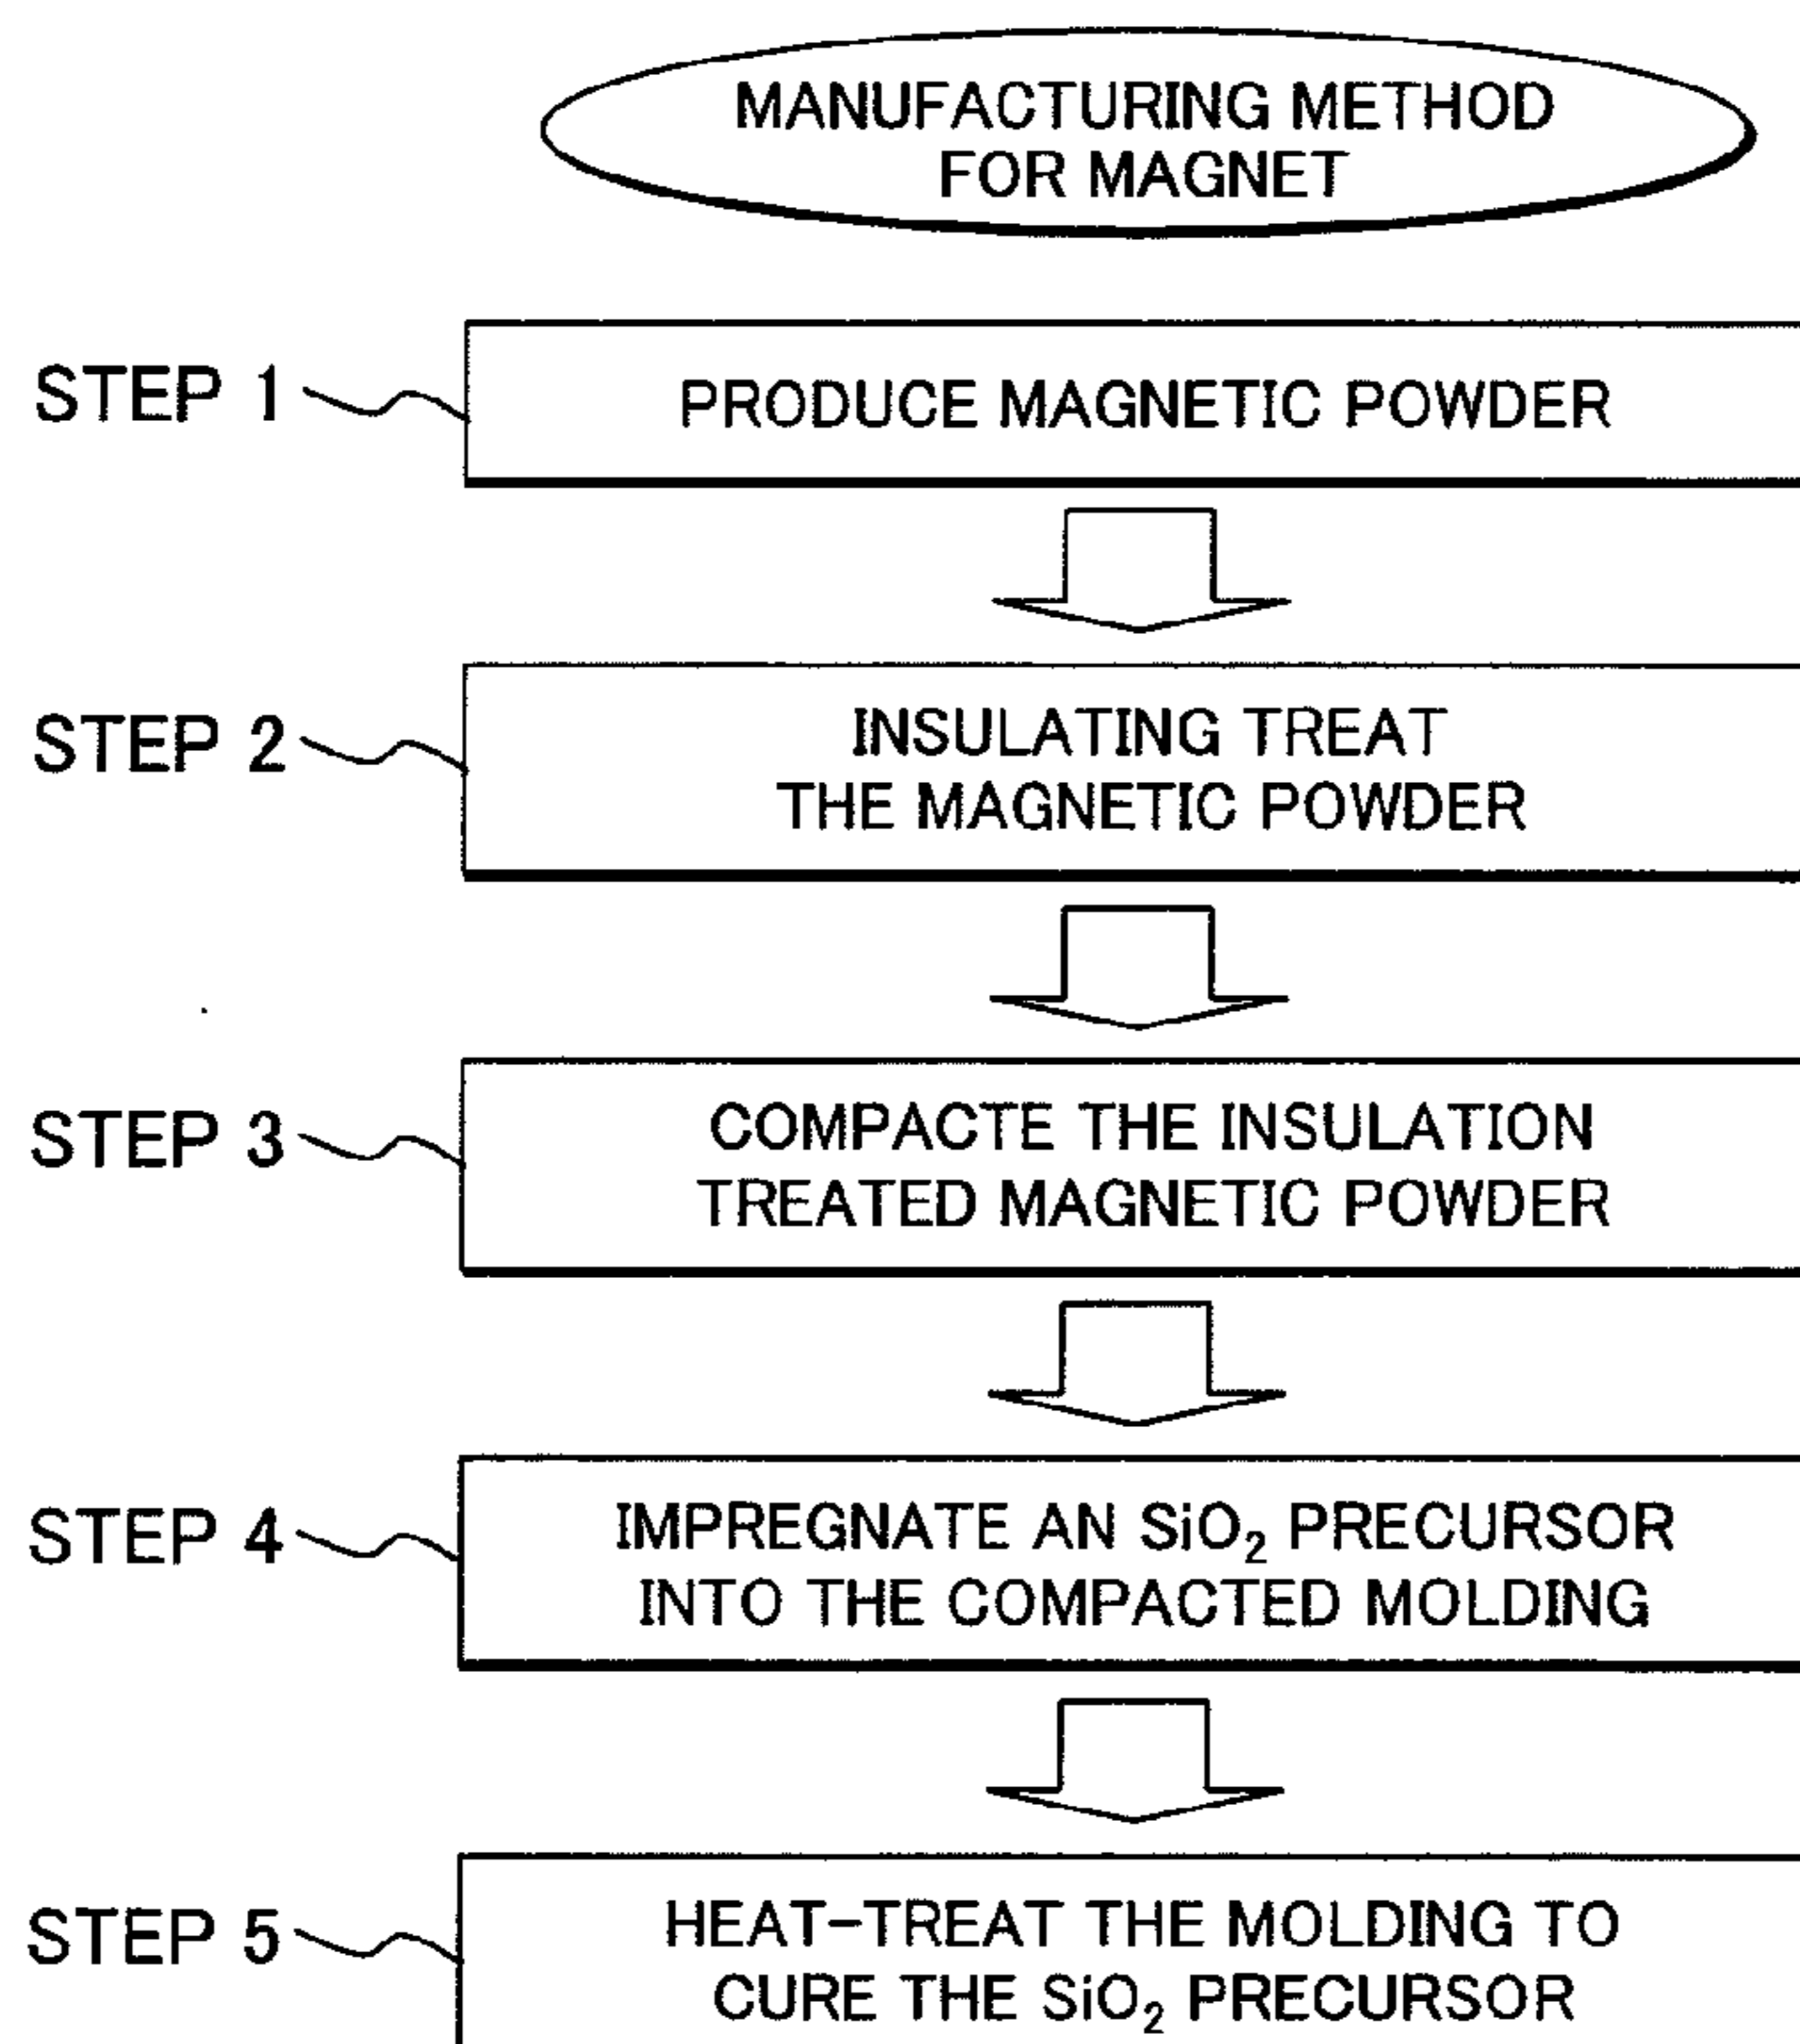 MANUFACTURING METHOD
FOR MAGNET
STEP 1
PRODUCE MAGNETIC POWDER
STEP 2
INSULATING TREAT
THE MAGNETIC POWDER
STEP 3
COMPACTE THE INSULATION
TREATED MAGNETIC POWDER
STEP 4
IMPREGNATE AN SiO₂ PRECURSOR
INTO THE COMPACTED MOLDING
STEP 5
HEAT-TREAT THE MOLDING TO
CURE THE SiO₂ PRECURSOR